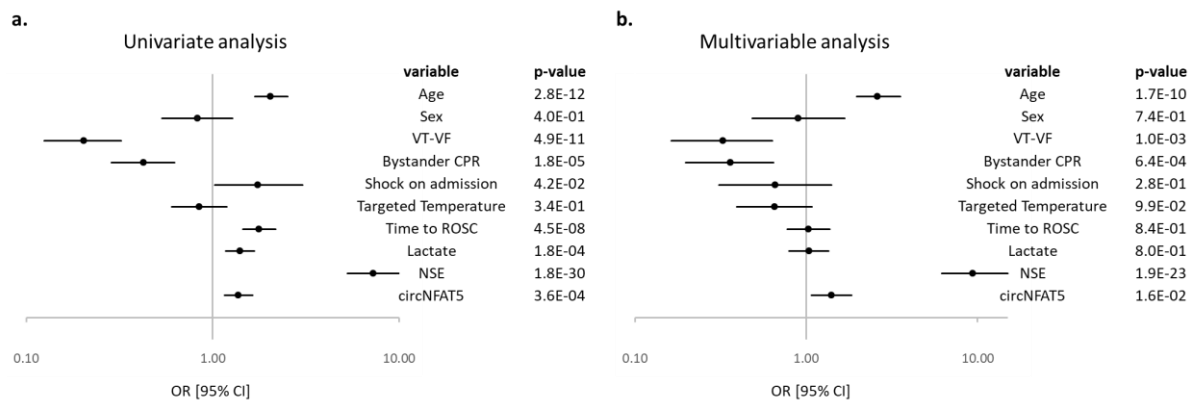 a.
Univariate analysis
variable p-value
Age 2.8E-12
Sex 4.0E-01
VT-VF 4.9E-11
Bystander CPR 1.8E-05
Shock on admission 4.2E-02
Targeted Temperature 3.4E-01
Time to ROSC 4.5E-08
Lactate 1.8E-04
NSE 1.8E-30
circNFAT5 3.6E-04
0.10 1.00 10.00
OR [95% CI]
b.
Multivariable analysis
variable p-value
Age 1.7E-10
Sex 7.4E-01
VT-VF 1.0E-03
Bystander CPR 6.4E-04
Shock on admission 2.8E-01
Targeted Temperature 9.9E-02
Time to ROSC 8.4E-01
Lactate 8.0E-01
NSE 1.9E-23
circNFAT5 1.6E-02
0.10 1.00 10.00
OR [95% CI]